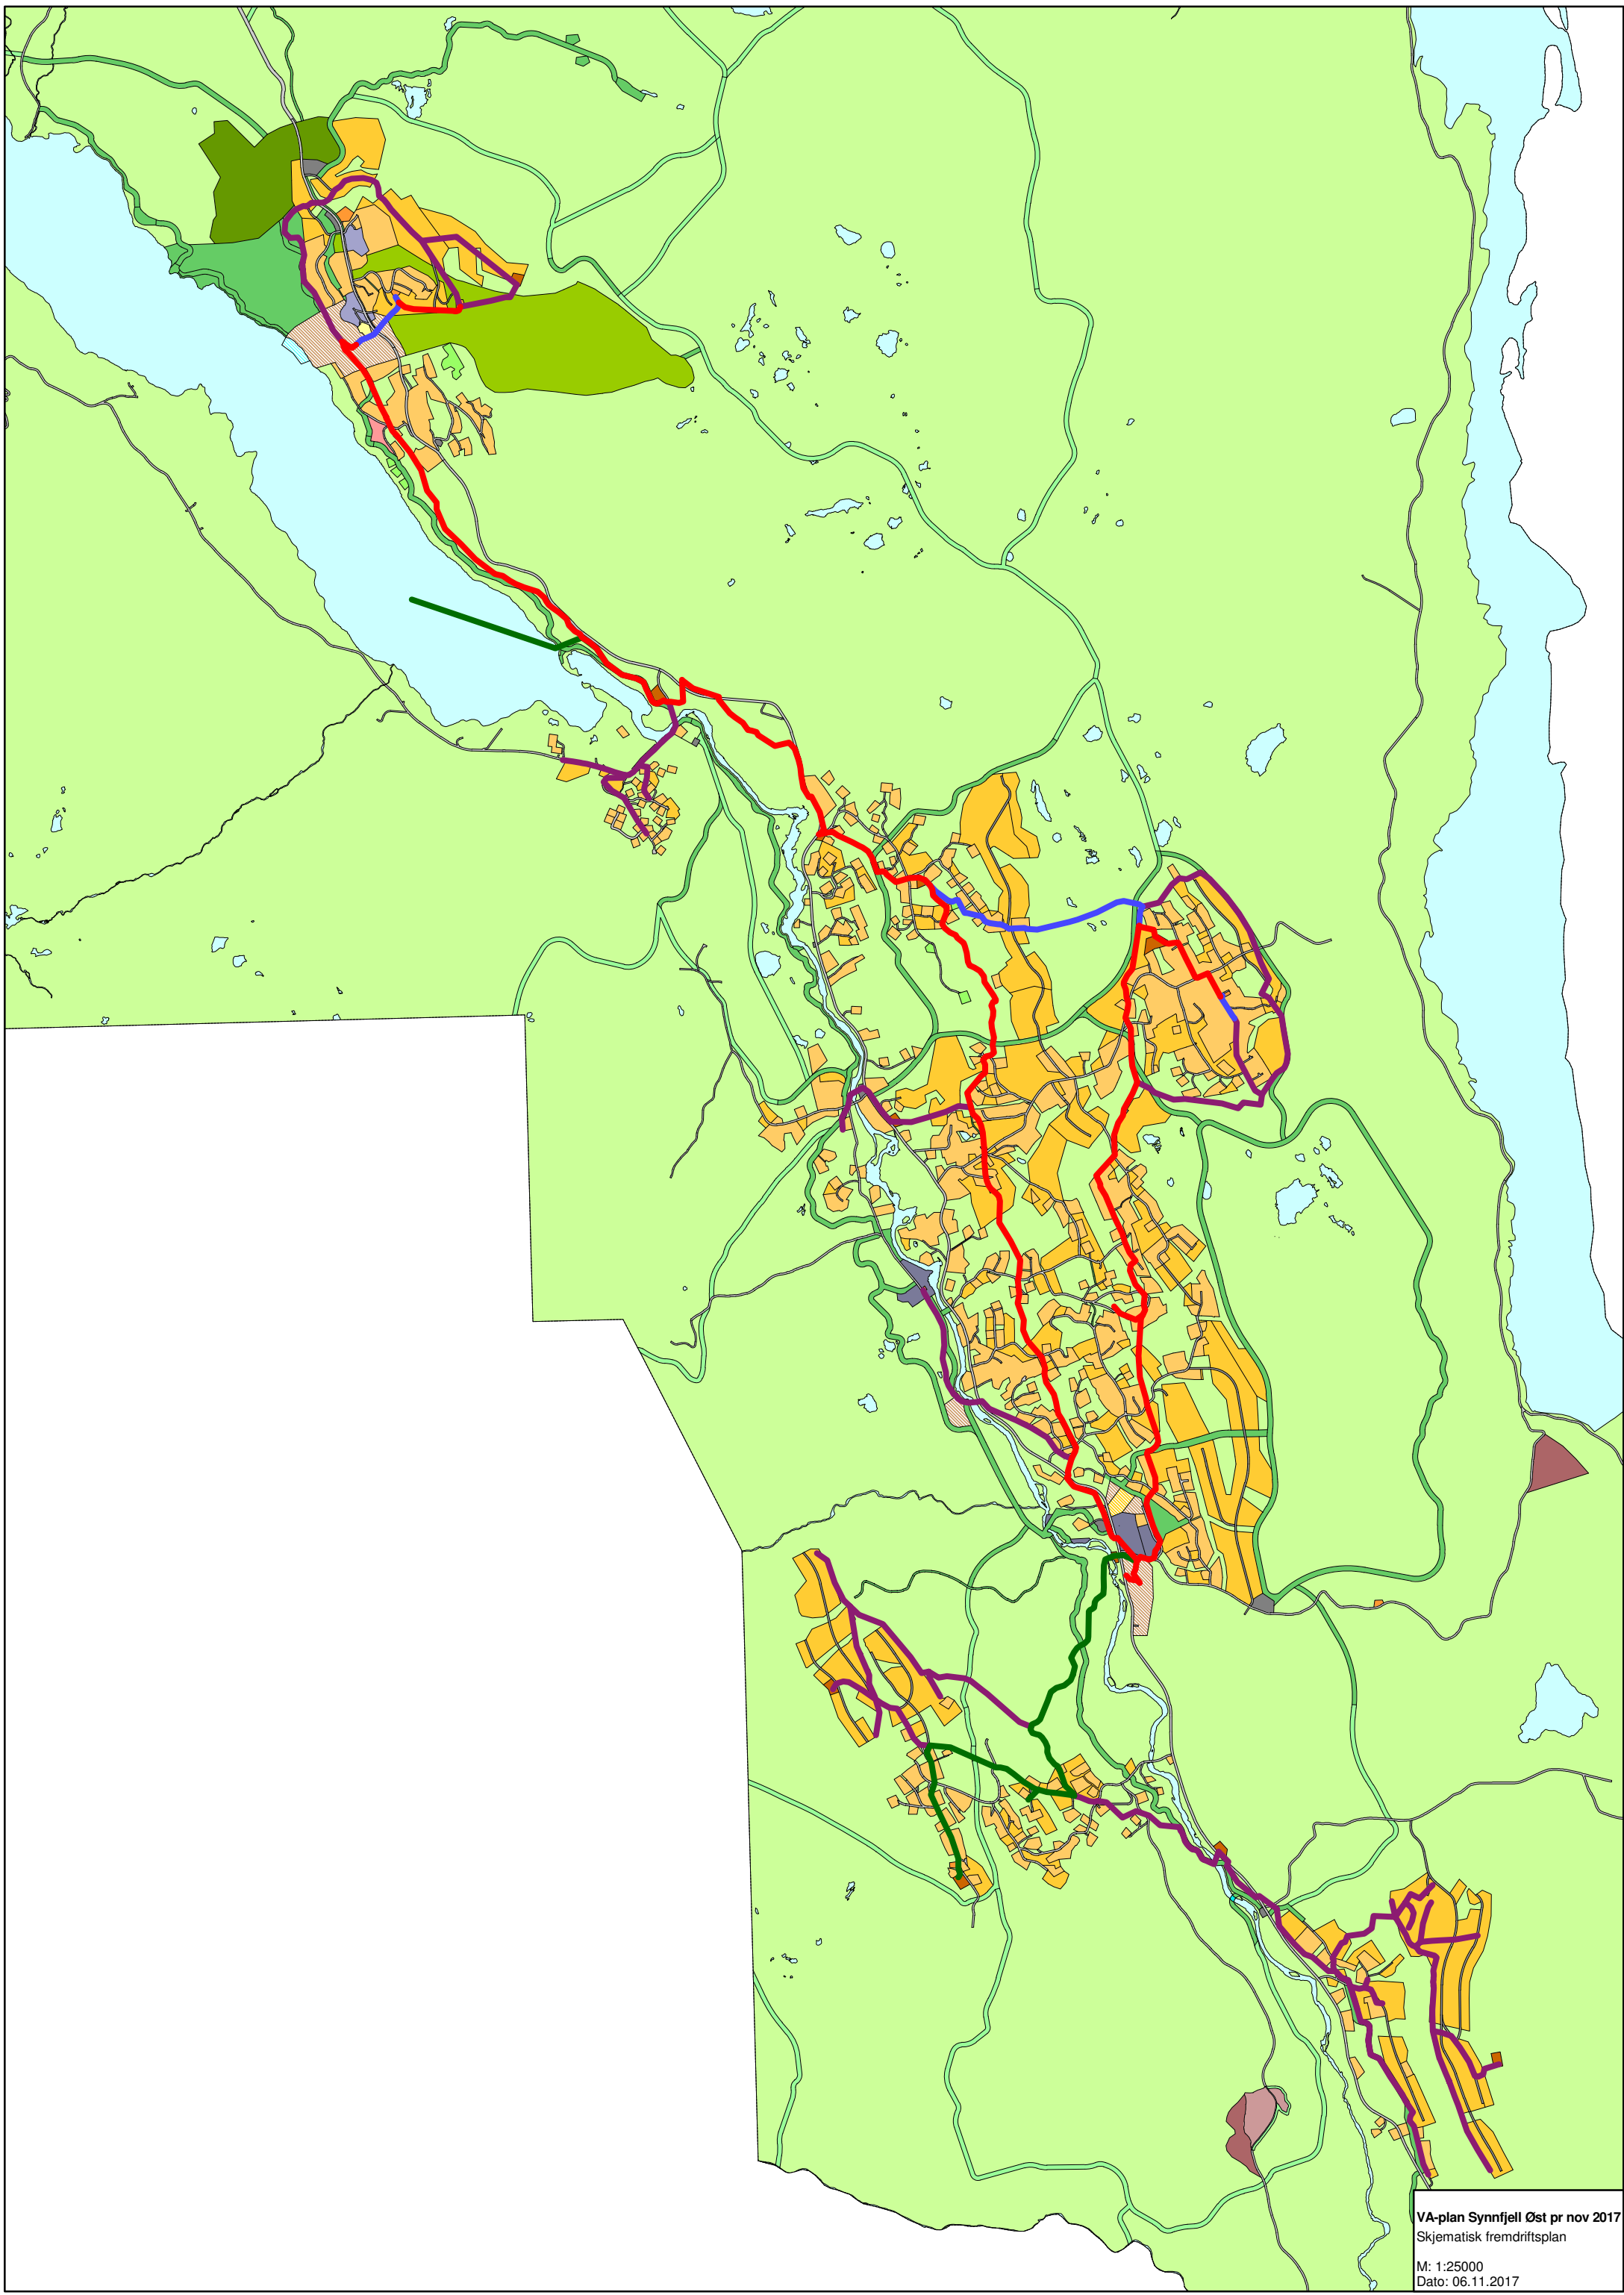 VA-plan Synnfjell Øst pr nov 2017
Skjematisk fremdriftsplan
M: 1:25000
Dato: 06.11.2017